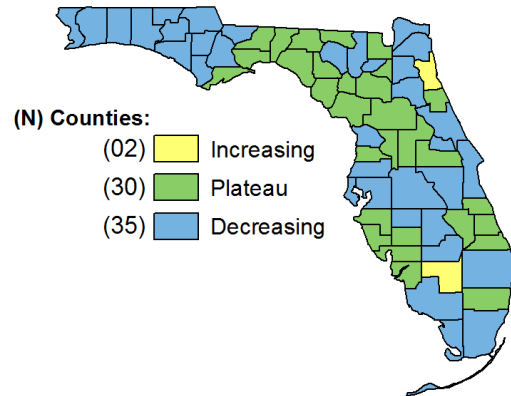 (N) Counties:
(02) Increasing
(30) Plateau
(35) Decreasing